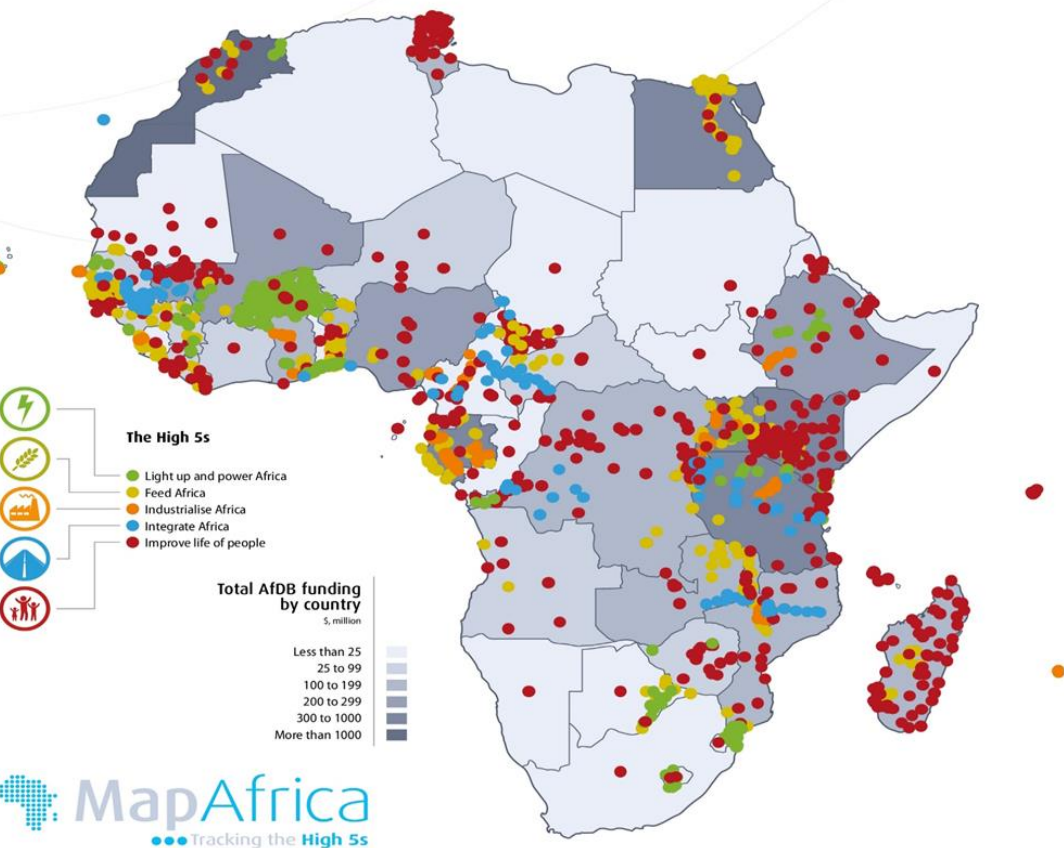 The High 5s
Light up and power Africa
Feed Africa
Industrialise Africa
Integrate Africa
Improve life of people
Total AfDB funding
by country
$, million
Less than 25
25 to 99
100 to 199
200 to 299
300 to 1000
More than 1000
MapAfrica
Tracking the High 5s